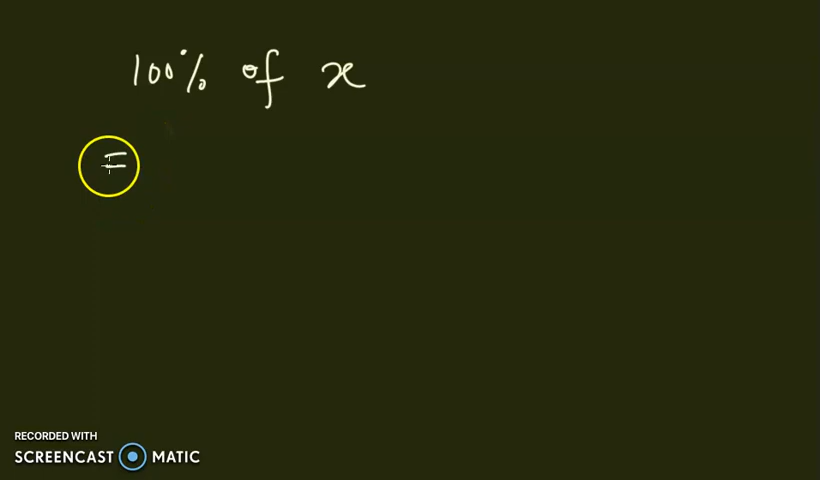 100% of x
=
RECORDED WITH
SCREENCAST MATIC